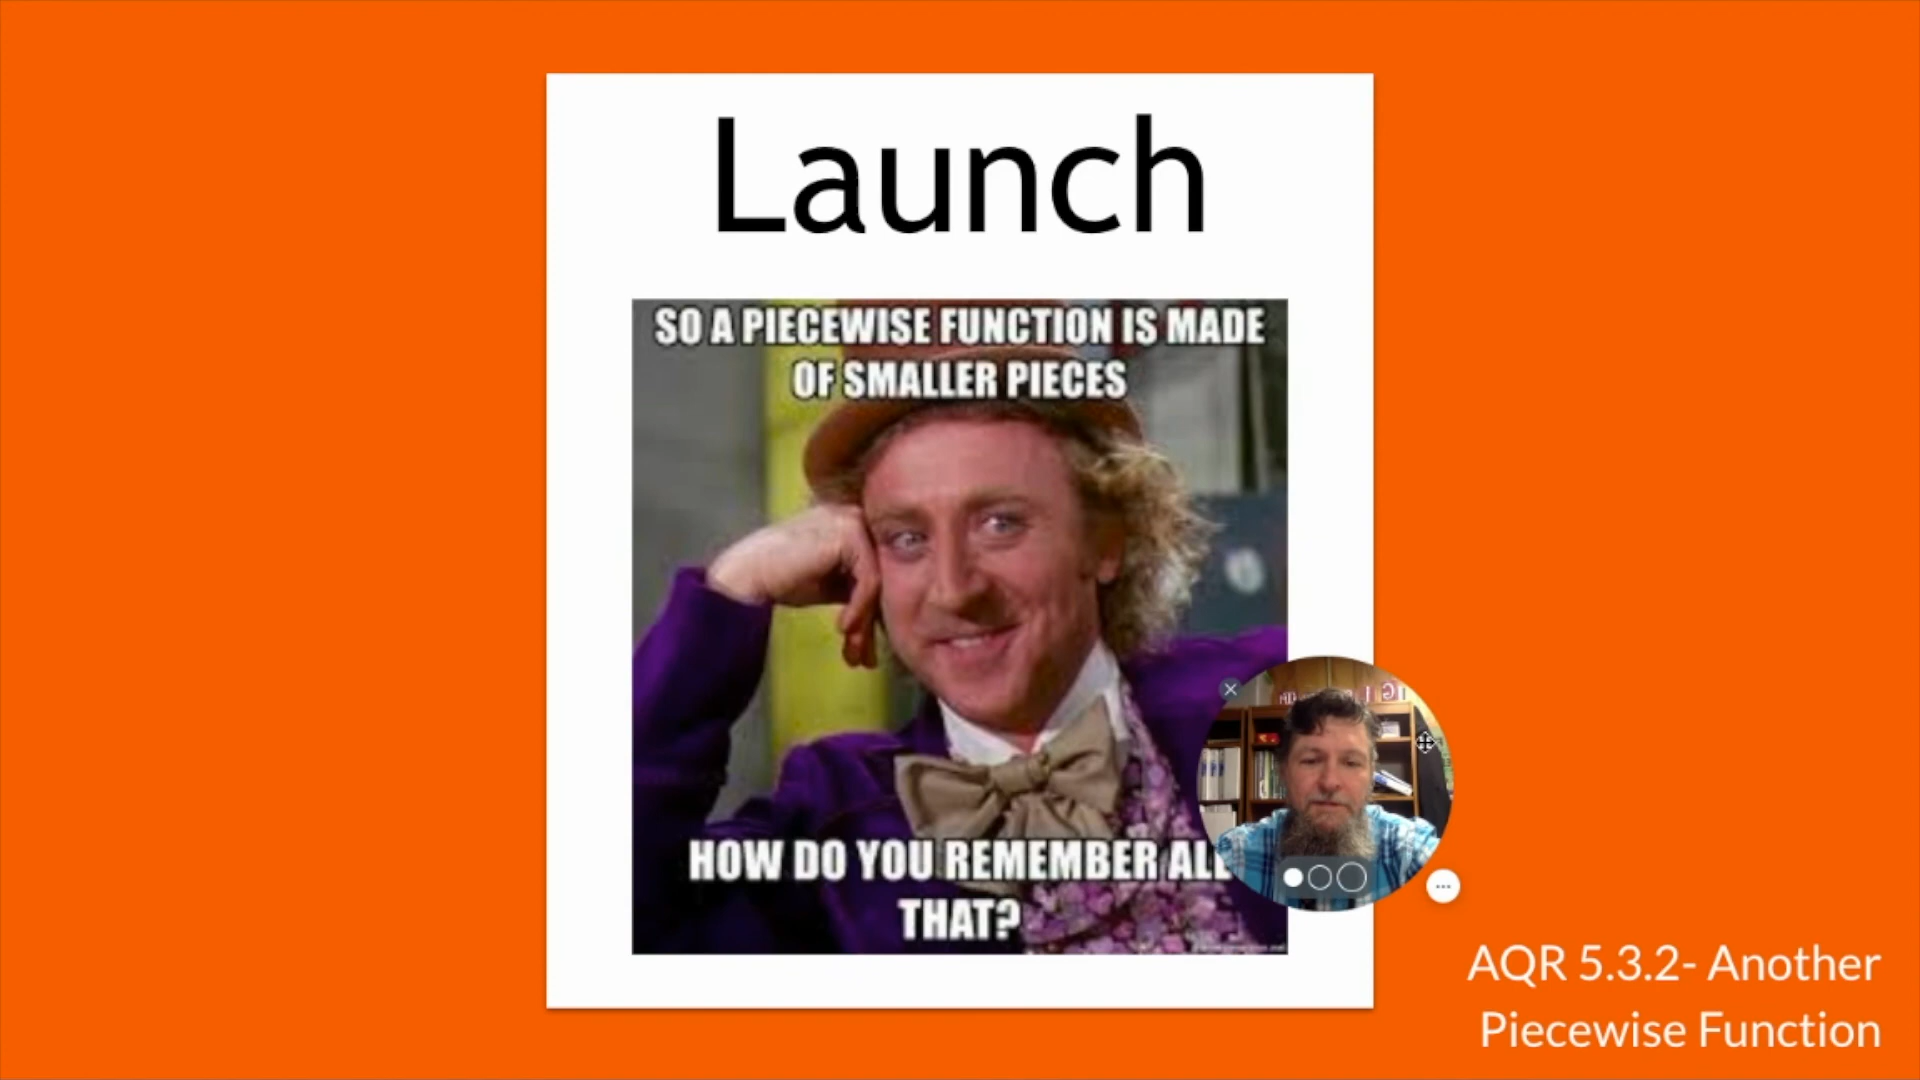 Launch
SO A PIECEWISE FUNCTION IS MADE
OF SMALLER PIECES
HOW DO YOU REMEMBER ALL
THAT?
AQR 5.3.2- Another
Piecewise Function